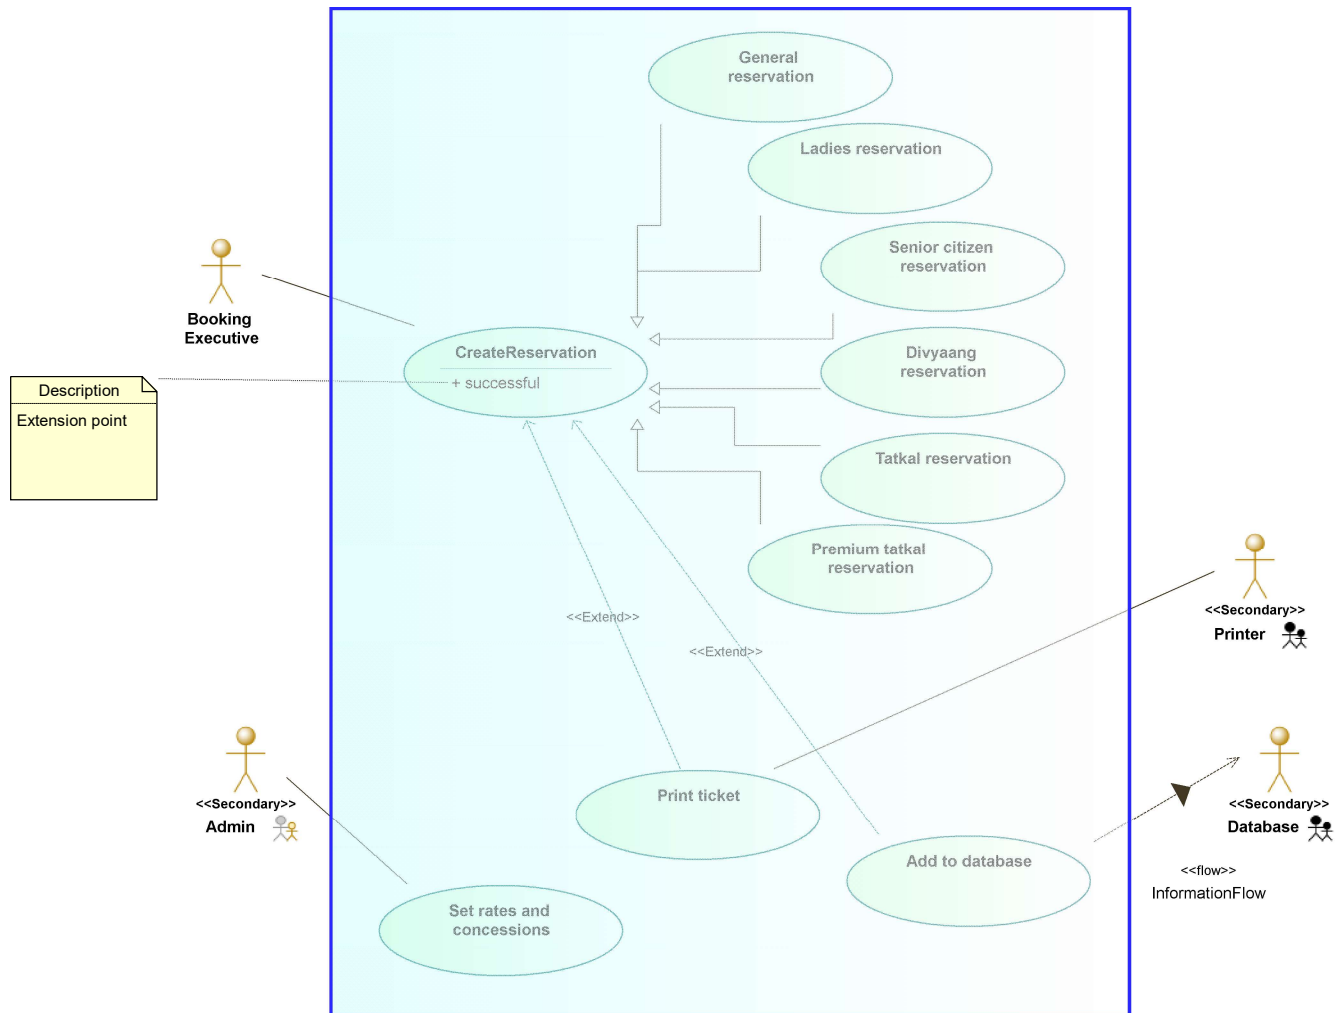 General
reservation
Ladies reservation
Senior citizen
reservation
Booking
Executive
CreateReservation
+ successful
Divyaang
reservation
Description
Extension point
Tatkal reservation
Premium tatkal
reservation
<<Extend>>
<<Extend>>
<<Secondary>>
Printer
<<Secondary>>
Admin
Print ticket
<<Secondary>>
Database
Add to database
<<flow>>
InformationFlow
Set rates and
concessions